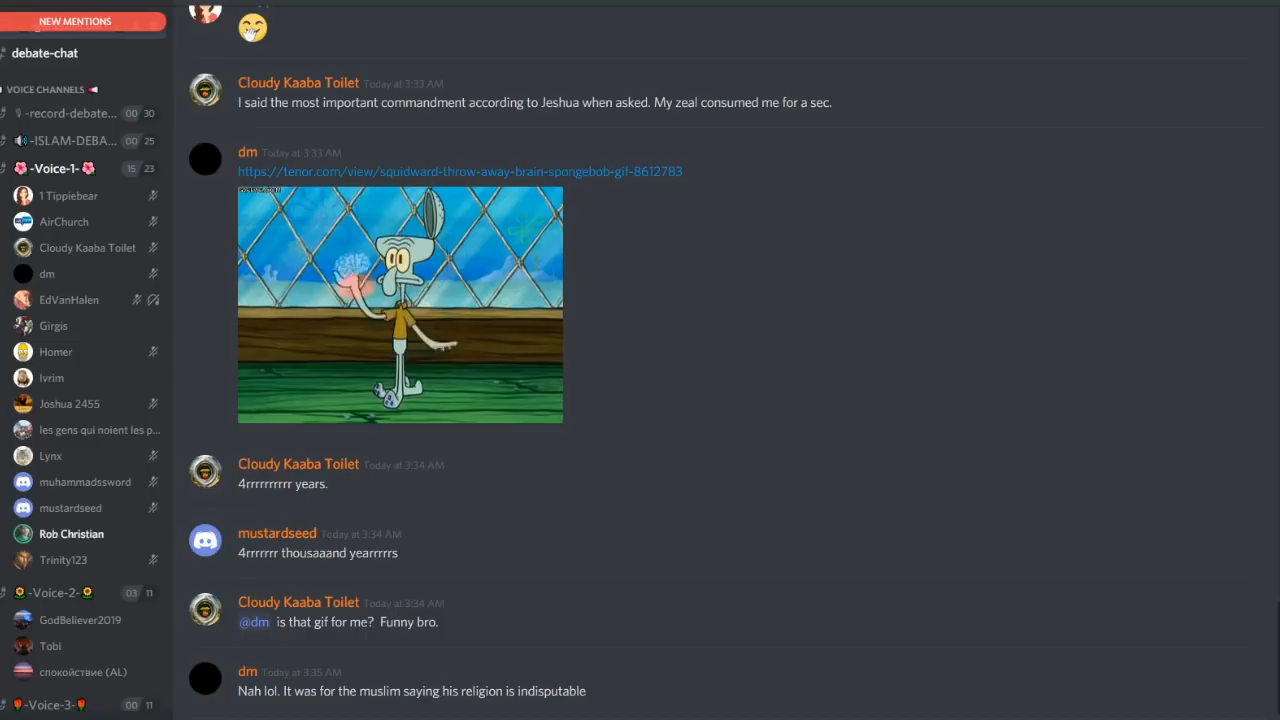 NEW MENTIONS
debate-chat
VOICE CHANNELS
-record-debate... 00 30
-ISLAM-DEBA... 00 25
-Voice-1- 15 23
1 Tippiebear
AirChurch
Cloudy Kaaba Toilet
dm
EdVanHalen
Girgis
Homer
Ivrim
Joshua 2455
les gens qui noient les p...
Lynx
muhammadssword
mustardseed
Rob Christian
Trinity123
-Voice-2- 03 11
GodBeliever2019
Tobi
спокойствие (AL)
-Voice-3- 00 11
Cloudy Kaaba Toilet Today at 3:33 AM
I said the most important commandment according to Jeshua when asked. My zeal consumed me for a sec.
dm Today at 3:33 AM
https://tenor.com/view/squidward-throw-away-brain-spongebob-gif-8612783
Cloudy Kaaba Toilet Today at 3:34 AM
4rrrrrrrrr years.
mustardseed Today at 3:34 AM
4rrrrrrr thousaaand yearrrrrs
Cloudy Kaaba Toilet Today at 3:34 AM
@dm is that gif for me? Funny bro.
dm Today at 3:35 AM
Nah lol. It was for the muslim saying his religion is indisputable